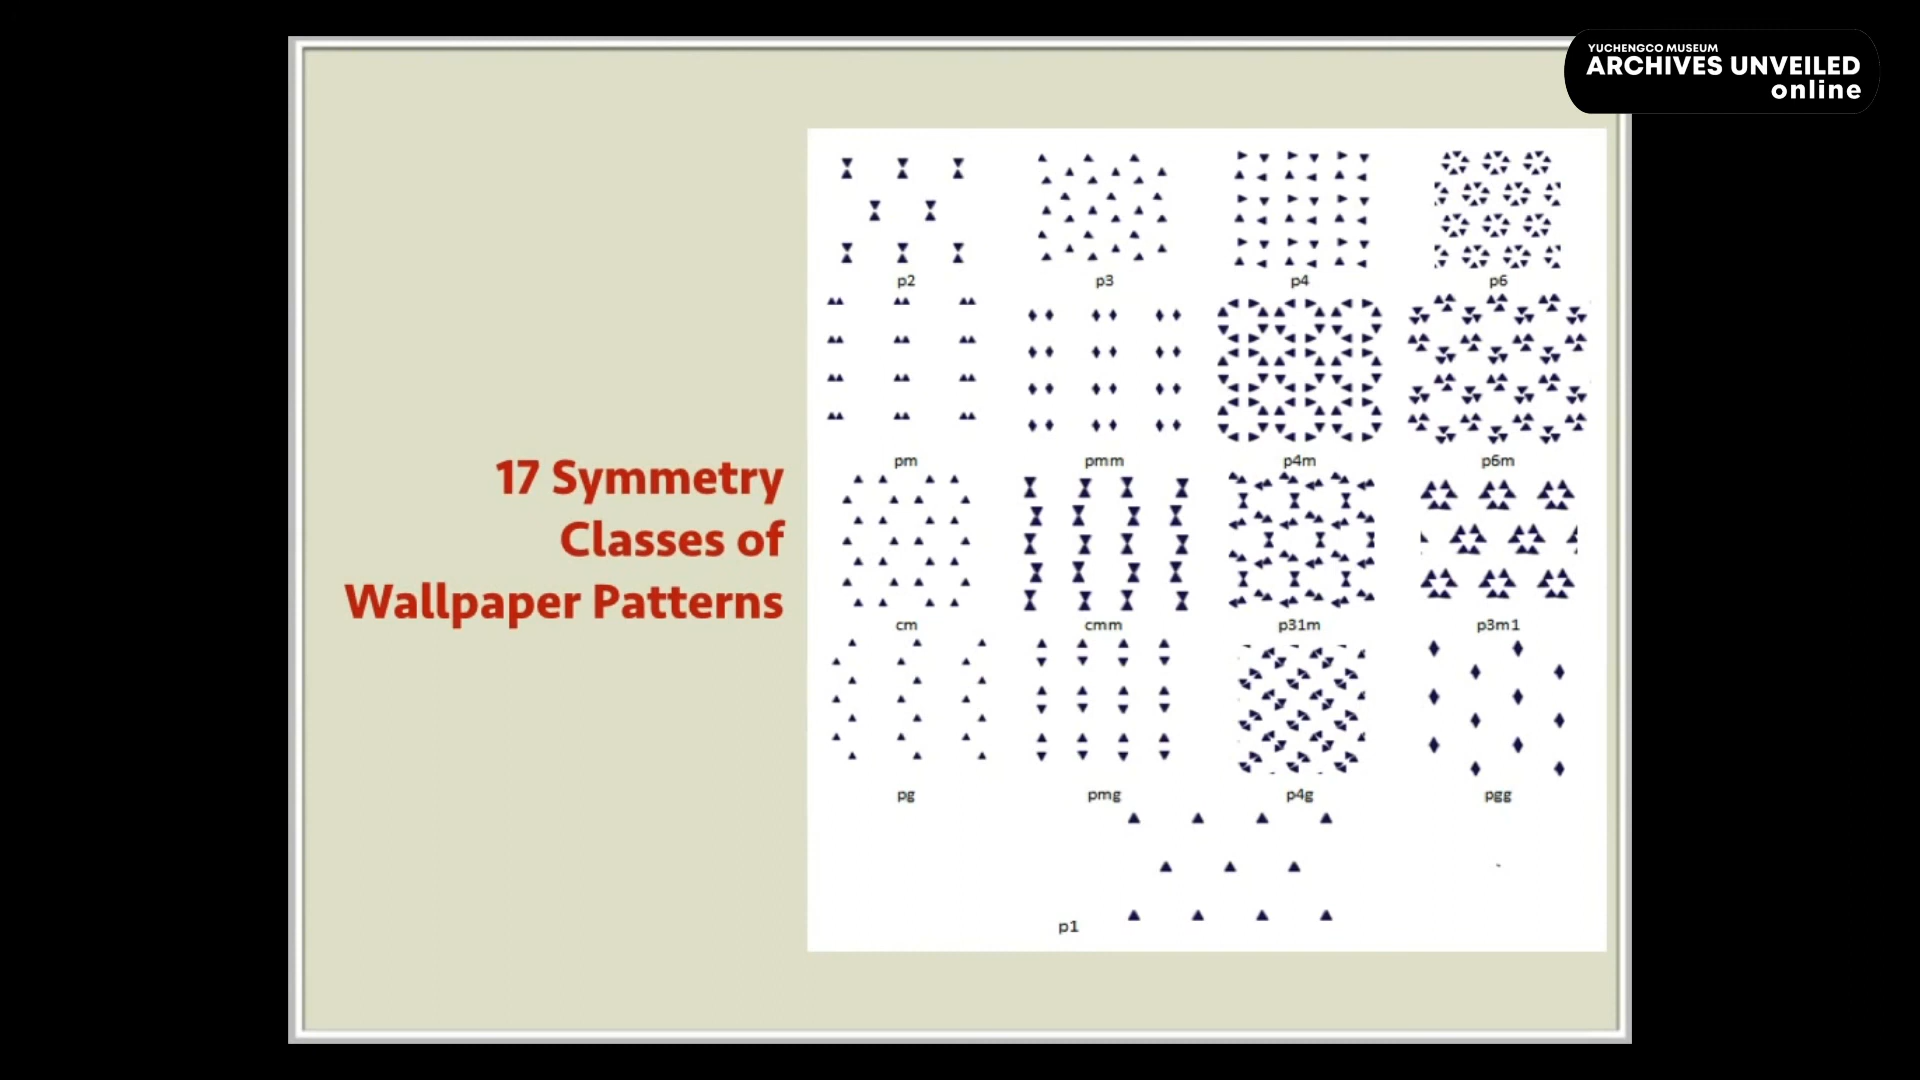 YUCHENGCO MUSEUM
ARCHIVES UNVEILED
online
17 Symmetry
Classes of
Wallpaper Patterns
p2 p3 p4 p6
pm pmm p4m p6m
cm cmm p31m p3m1
pg pmg p4g pgg
p1